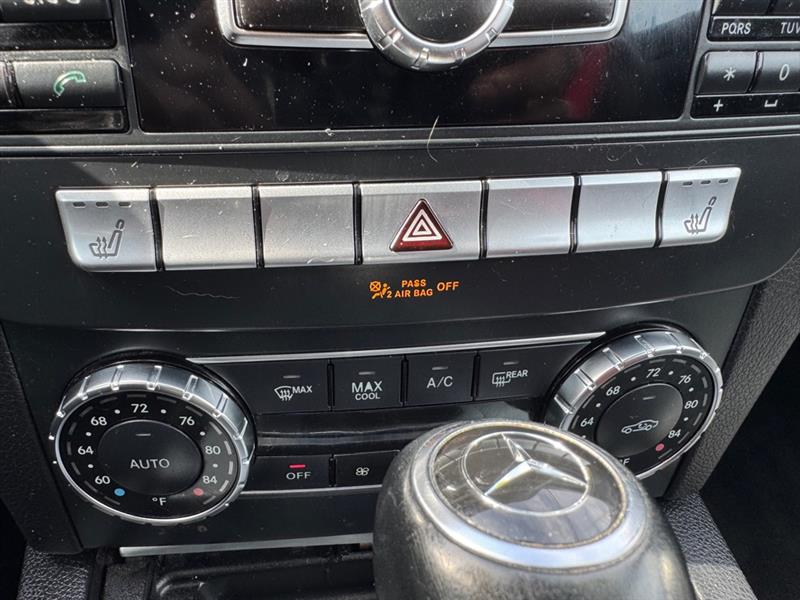 PQRS
TUV
*
0
+
PASS
2 AIR BAG OFF
MAX
MAX
COOL
A/C
REAR
60 64 68 72 76 80 84
AUTO
°F
OFF
64 68 72 76 80 84
°F